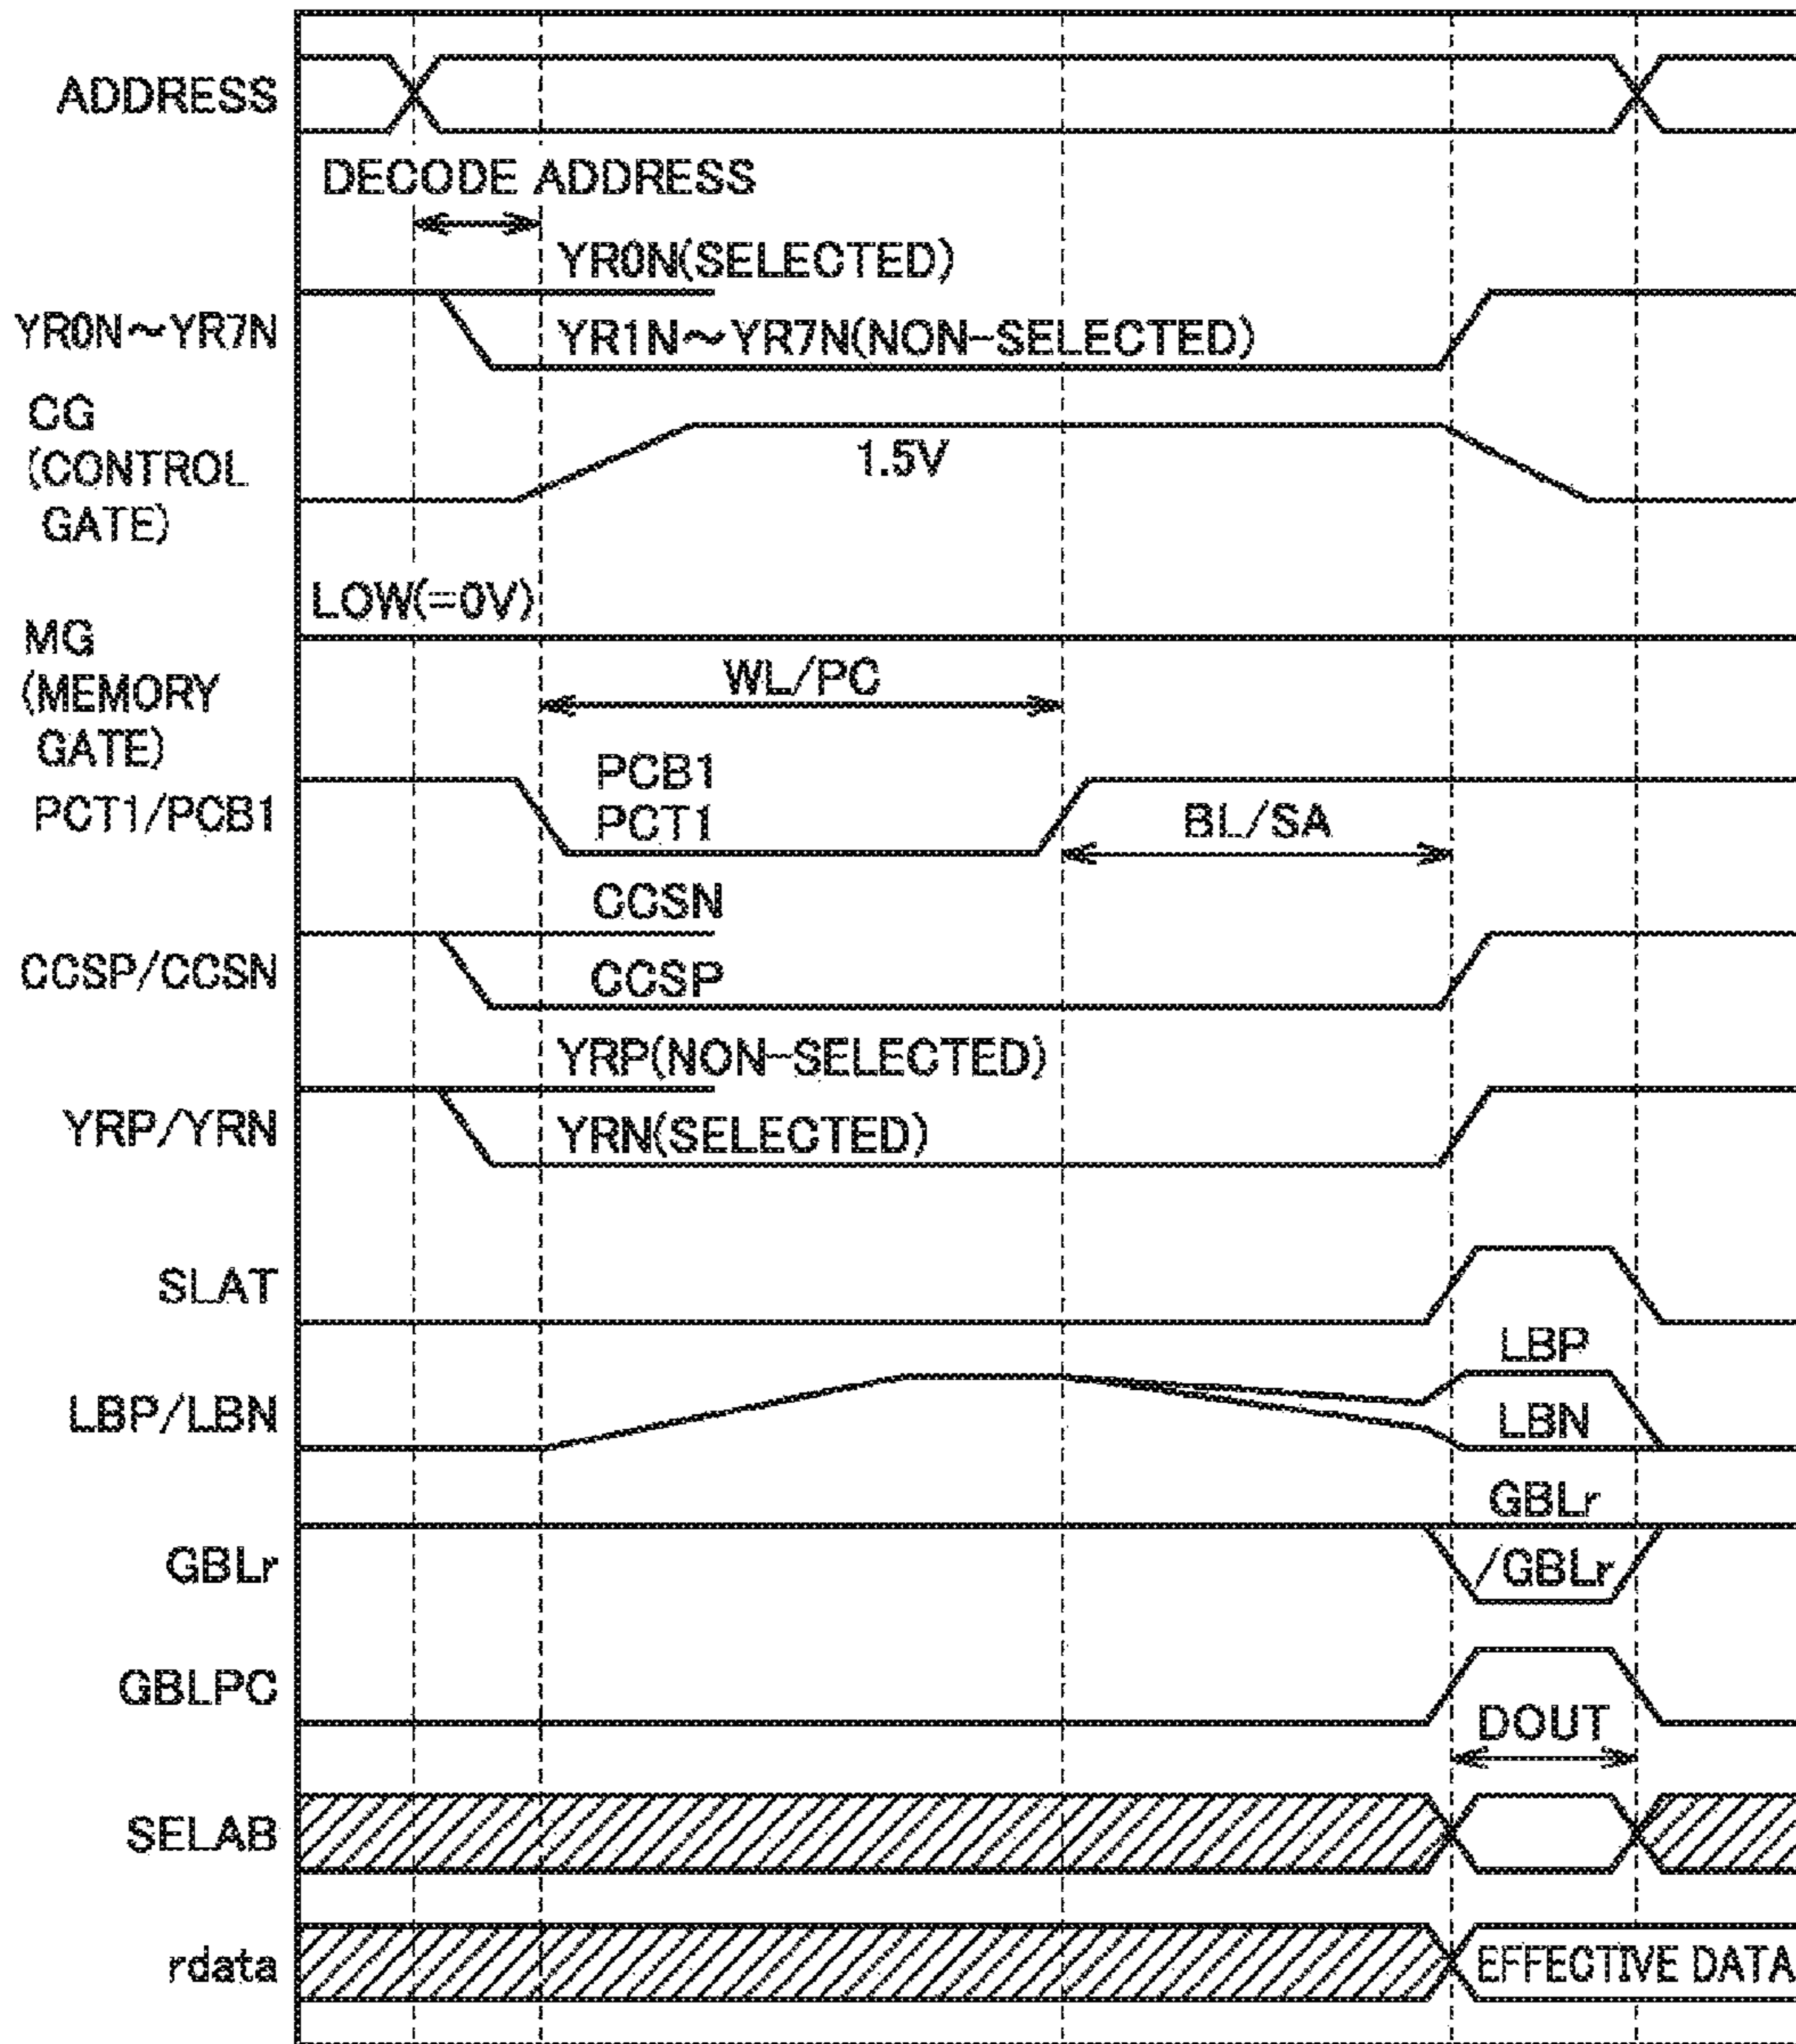 ADDRESS
DECODE ADDRESS
YR0N(SELECTED)
YR0N～YR7N
YR1N～YR7N(NON-SELECTED)
CG
(CONTROL
GATE)
1.5V
LOW(=0V)
MG
(MEMORY
GATE)
WL/PC
PCT1/PCB1
PCB1
PCT1
BL/SA
CCSN
CCSP/CCSN
CCSP
YRP(NON-SELECTED)
YRP/YRN
YRN(SELECTED)
SLAT
LBP
LBP/LBN
LBN
GBLr
GBLr
/GBLr
GBLPC
DOUT
SELAB
rdata
EFFECTIVE DATA